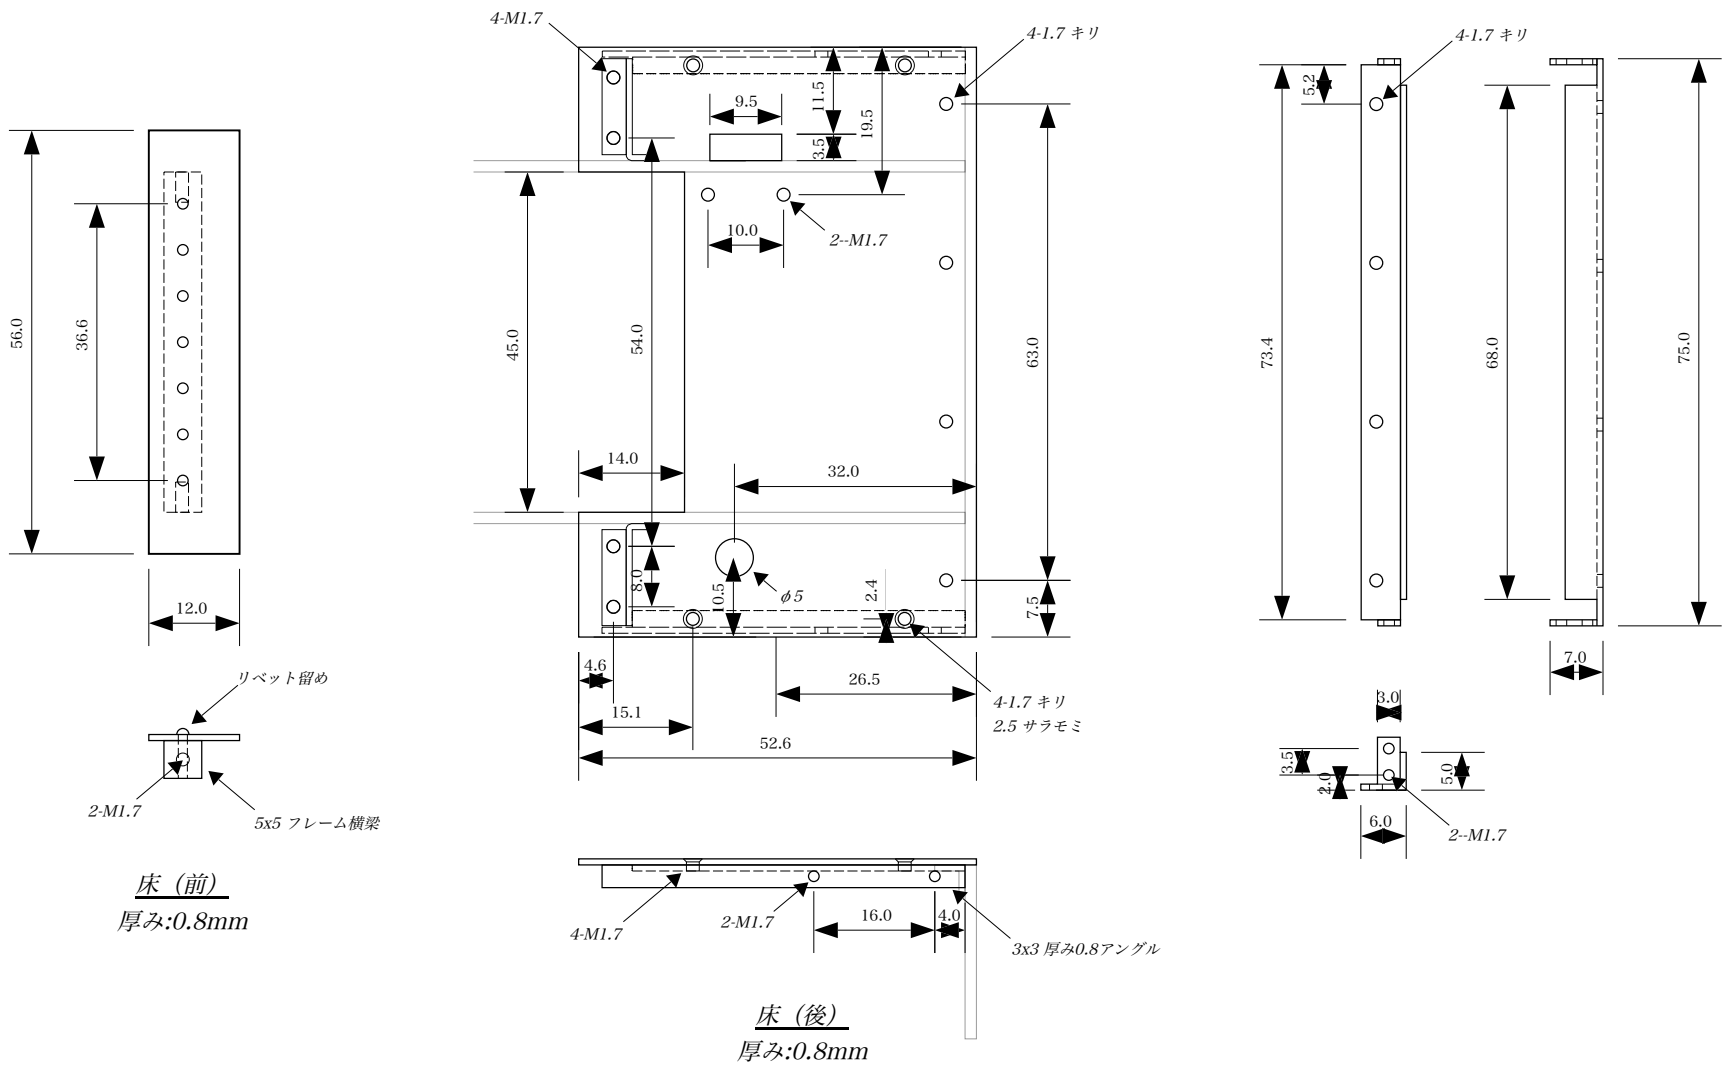 56.0
36.6
12.0
リベット留め
2-M1.7
5x5 フレーム横梁
床（前）
厚み:0.8mm
4-M1.7
4-1.7 キリ
9.5
11.5
19.5
3.5
10.0
2--M1.7
45.0
54.0
63.0
14.0
32.0
8.0
10.5
φ5
2.4
7.5
4.6
15.1
26.5
52.6
4-1.7 キリ
2.5 サラモミ
4-M1.7
2-M1.7
16.0
4.0
3x3 厚み0.8アングル
床（後）
厚み:0.8mm
4-1.7 キリ
5.2
73.4
68.0
75.0
7.0
3.0
3.5
2.0
5.0
6.0
2--M1.7